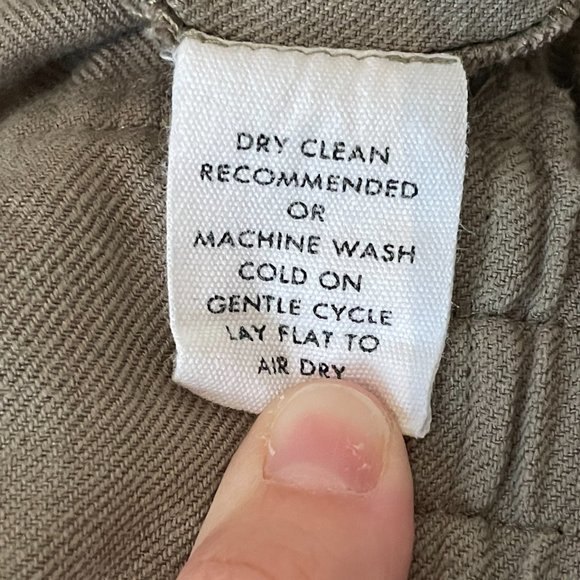 DRY CLEAN
RECOMMENDED
OR
MACHINE WASH
COLD ON
GENTLE CYCLE
LAY FLAT TO
AIR DRY